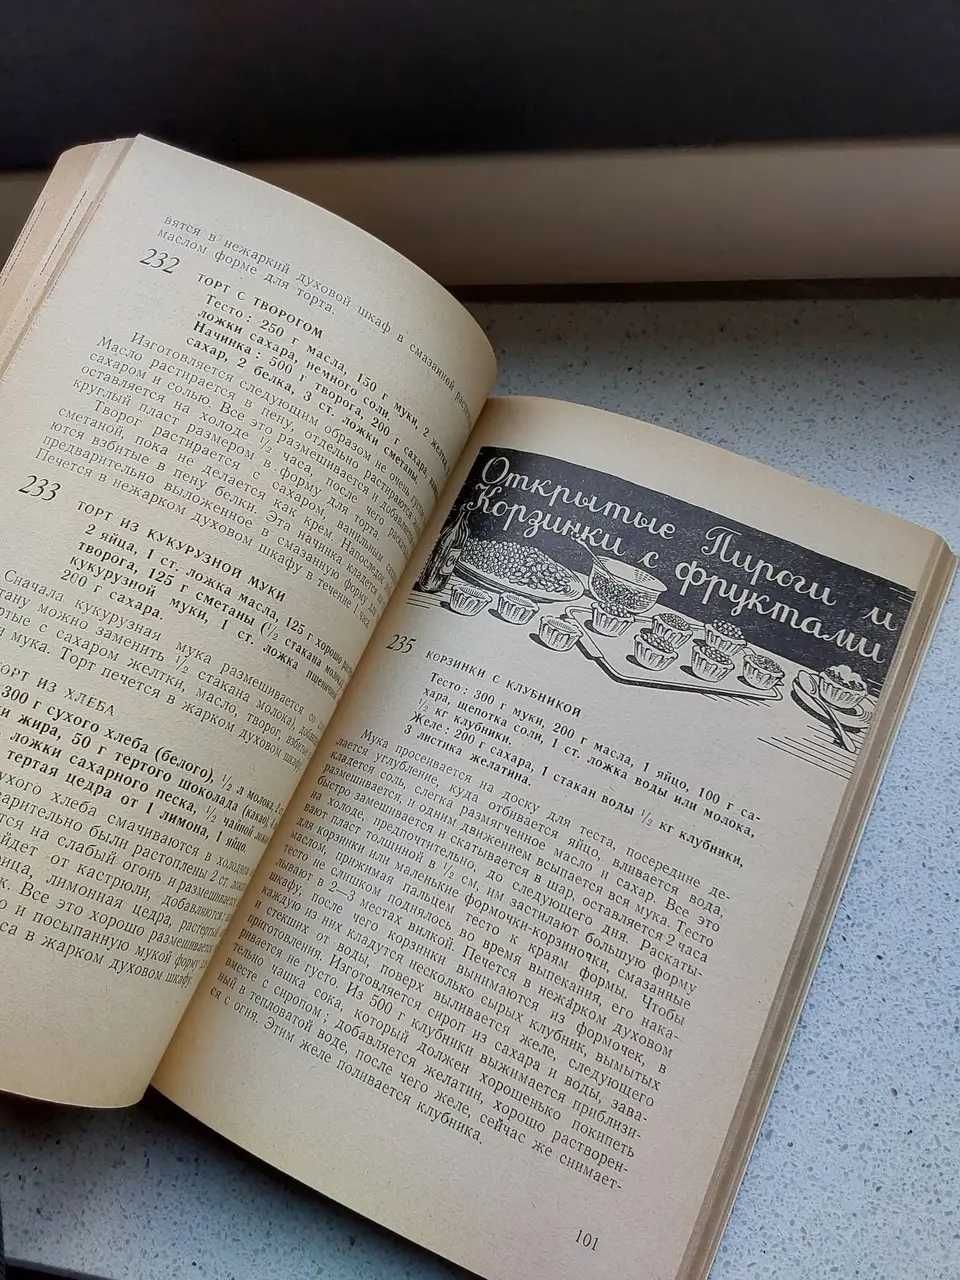 вятся в нежаркий духовой шкаф в смазанной
маслом форме для торта.
232
ТОРТ С ТВОРОГОМ
Тесто: 250 г масла, 150 г муки, 2
ложки сахара, немного соли.
Начинка: 500 г творога, 200 г сахара,
сахар, 2 белка, 3 ст. ложки сметаны.
Изготовляется следующим образом не очень
Масло растирается в пену, отдельно растираются
сахаром и солью. Все это размешивается и
оставляется на холоде 1/2 часа, после чего
круглый пласт размером в форму для торта.
Творог растирается с сахаром,
сметаной, пока не делается как крем.
ются взбитые в пену белки. Эта начинка кладется
предварительно выложенное в смазанную форму
Печется в нежарком духовом шкафу в течение 1 часа.
233
ТОРТ ИЗ КУКУРУЗНОЙ МУКИ
2 яйца, 1 ст. ложка масла, 125 г хорошо
творога, 125 г сметаны (1/2 стакана молока),
кукурузной муки, 1 ст. ложка
200 г сахара.
Сначала кукурузная мука размешивается со
тану можно заменить 1/2 стакана молока)
тые с сахаром желтки, масло, творог,
мука. Торт печется в жарком духовом
ТОРТ ИЗ ХЛЕБА
300 г сухого хлеба (белого), 1/2 л молока,
жира, 50 г тертого шоколада (какао)
ложки сахарного песка, 1/2 чайной
тертая цедра от 1 лимона, 1 яйцо.
хлеба смачиваются в
были растоплены 2 ст.
на слабый огонь и размешивается
от кастрюли, добавляются
лимонная цедра,
Все это хорошо размешивается
и посыпанную мукой форму
в жарком духовом шкафу.
Открытые Пироги и
Корзинки с фруктами
235
КОРЗИНКИ С КЛУБНИКОЙ
Тесто: 300 г муки, 200 г масла, 1 яйцо, 100 г са-
хара, щепотка соли, 1 ст. ложка воды или молока,
1/2 кг клубники.
Желе: 200 г сахара, 1 стакан воды 1/2 кг клубники,
3 листика желатина.
Мука просеивается на доску для теста, посередине де-
лается углубление, куда отбивается яйцо, вливается вода,
кладется соль, слегка размягченное масло и сахар. Все это
размешивается, и одним движением всыпается вся мука. Тесто
быстро замешивается и скатывается в шар, оставляется 2 часа
на холоде, предпочтительно до следующего дня. Раскаты-
вают пласт толщиной в 1/2 см, им застилают большую форму
для корзинки или маленькие формочки-корзиночки, смазанные
маслом, прижимая пальцем тесто к краям формы. Чтобы
тесто не слишком поднялось во время выпекания, его нака-
лывают в 2—3 местах вилкой. Печется в нежарком духовом
шкафу, после чего корзинки вынимаются из формочек, в
каждую из них кладутся несколько сырых клубник, вымытых
и стекших от воды, поверх выливается желе, следующего
приготовления. Изготовляется сироп из сахара и воды, зава-
ривается не густо. Из 500 г клубники выжимается приблизи-
тельно чашка сока, который должен хорошенько покипеть
вместе с сиропом; добавляется желатин, хорошо растворен-
ный в тепловатой воде, после чего желе, сейчас же снимает-
ся с огня. Этим желе поливается клубника.
101